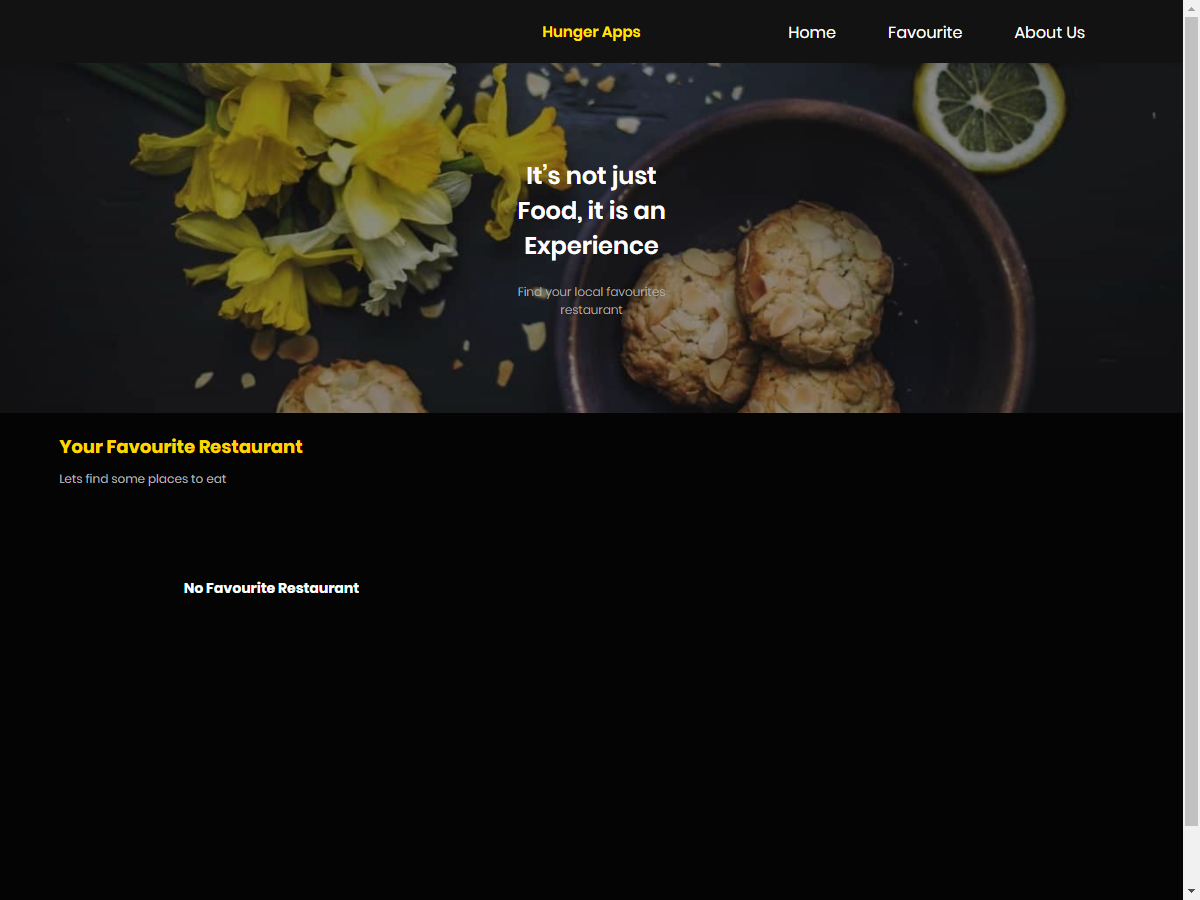 Hunger Apps
Home
Favourite
About Us
It's not just
Food, it is an
Experience
Find your local favourites
restaurant
Your Favourite Restaurant
Lets find some places to eat
No Favourite Restaurant